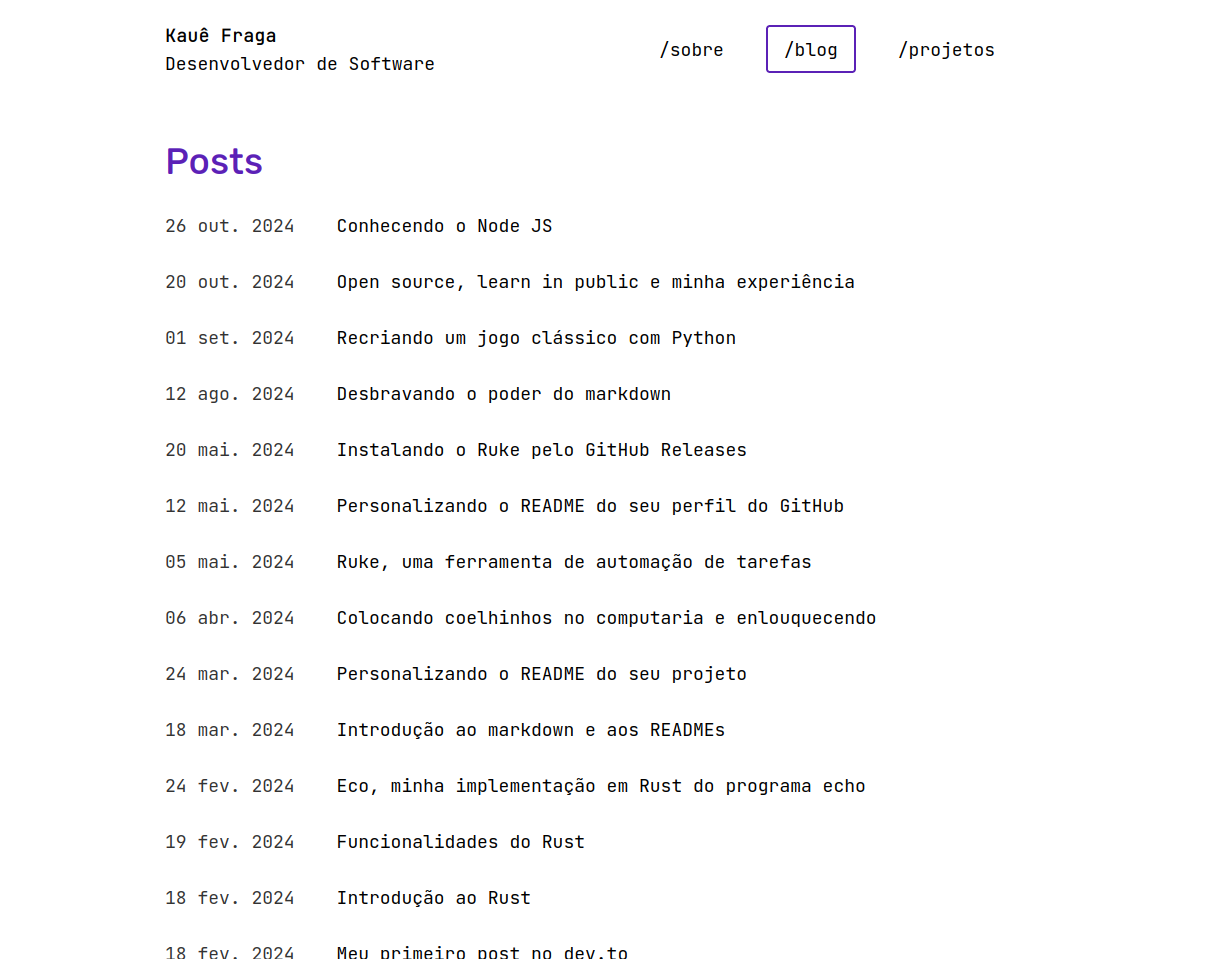 Kauê Fraga
Desenvolvedor de Software
/sobre /blog /projetos
Posts
26 out. 2024 Conhecendo o Node JS
20 out. 2024 Open source, learn in public e minha experiência
01 set. 2024 Recriando um jogo clássico com Python
12 ago. 2024 Desbravando o poder do markdown
20 mai. 2024 Instalando o Ruke pelo GitHub Releases
12 mai. 2024 Personalizando o README do seu perfil do GitHub
05 mai. 2024 Ruke, uma ferramenta de automação de tarefas
06 abr. 2024 Colocando coelhinhos no computaria e enlouquecendo
24 mar. 2024 Personalizando o README do seu projeto
18 mar. 2024 Introdução ao markdown e aos READMEs
24 fev. 2024 Eco, minha implementação em Rust do programa echo
19 fev. 2024 Funcionalidades do Rust
18 fev. 2024 Introdução ao Rust
18 fev. 2024 Meu primeiro post no dev.to